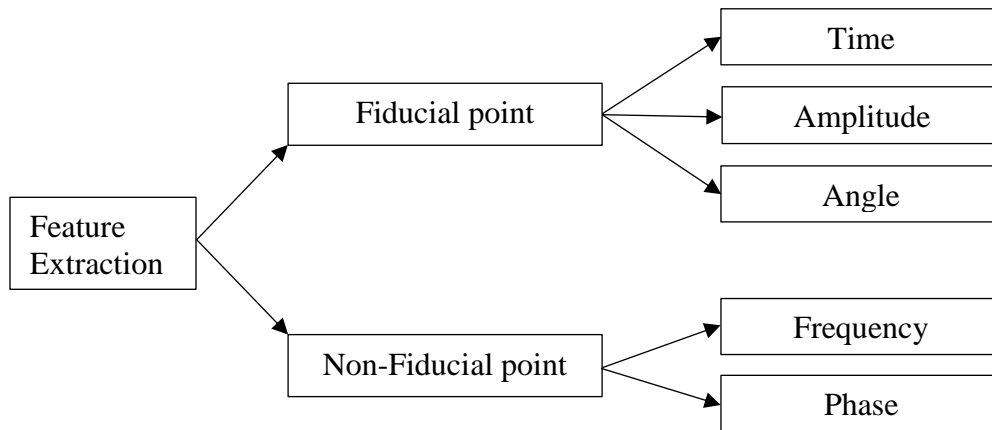 Feature
Extraction
Fiducial point
Time
Amplitude
Angle
Non-Fiducial point
Frequency
Phase